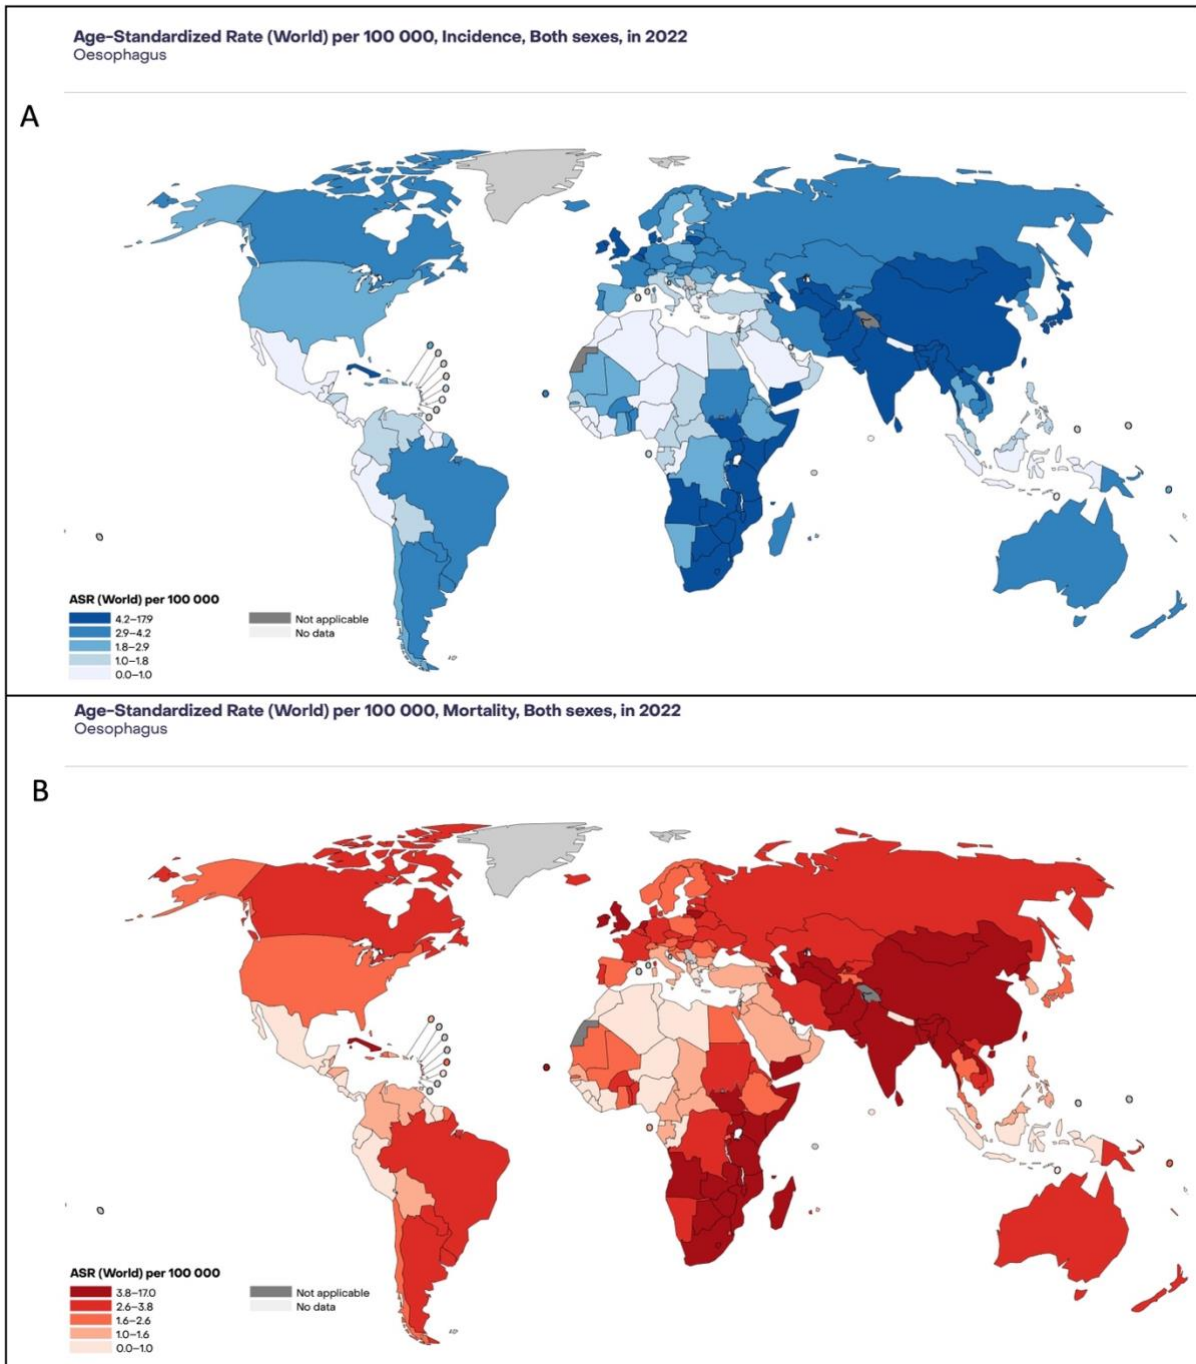 Age-Standardized Rate (World) per 100 000, Incidence, Both sexes, in 2022
Oesophagus
A
ASR (World) per 100 000
4.2–17.9
2.9–4.2
1.8–2.9
1.0–1.8
0.0–1.0
Not applicable
No data
Age-Standardized Rate (World) per 100 000, Mortality, Both sexes, in 2022
Oesophagus
B
ASR (World) per 100 000
3.8–17.0
2.6–3.8
1.6–2.6
1.0–1.6
0.0–1.0
Not applicable
No data